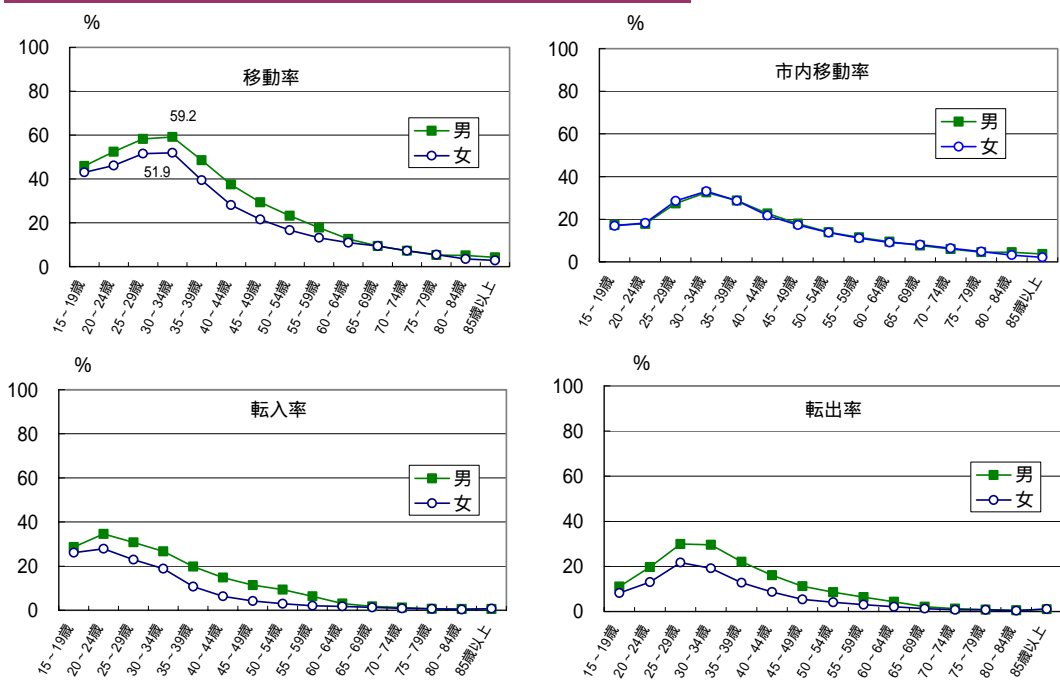 %
移動率
100
80
60
40
20
0
59.2
51.9
男
女
15~19歳
20~24歳
25~29歳
30~34歳
35~39歳
40~44歳
45~49歳
50~54歳
55~59歳
60~64歳
65~69歳
70~74歳
75~79歳
80~84歳
85歳以上
市内移動率
100
80
60
40
20
0
男
女
15~19歳
20~24歳
25~29歳
30~34歳
35~39歳
40~44歳
45~49歳
50~54歳
55~59歳
60~64歳
65~69歳
70~74歳
75~79歳
80~84歳
85歳以上
%
転入率
100
80
60
40
20
0
男
女
15~19歳
20~24歳
25~29歳
30~34歳
35~39歳
40~44歳
45~49歳
50~54歳
55~59歳
60~64歳
65~69歳
70~74歳
75~79歳
80~84歳
85歳以上
%
転出率
100
80
60
40
20
0
男
女
15~19歳
20~24歳
25~29歳
30~34歳
35~39歳
40~44歳
45~49歳
50~54歳
55~59歳
60~64歳
65~69歳
70~74歳
75~79歳
80~84歳
85歳以上
%